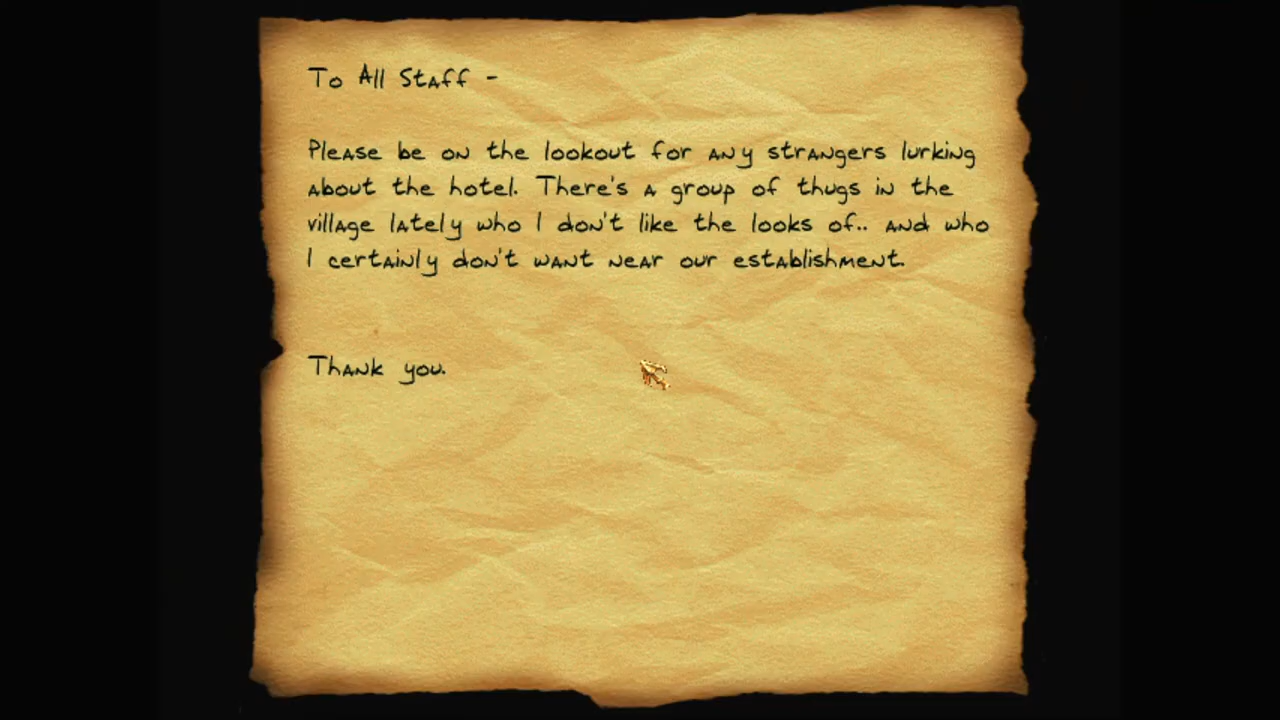 To All Staff -
Please be on the lookout for any strangers lurking
about the hotel. There's a group of thugs in the
village lately who I don't like the looks of.. and who
I certainly don't want near our establishment.
Thank you.